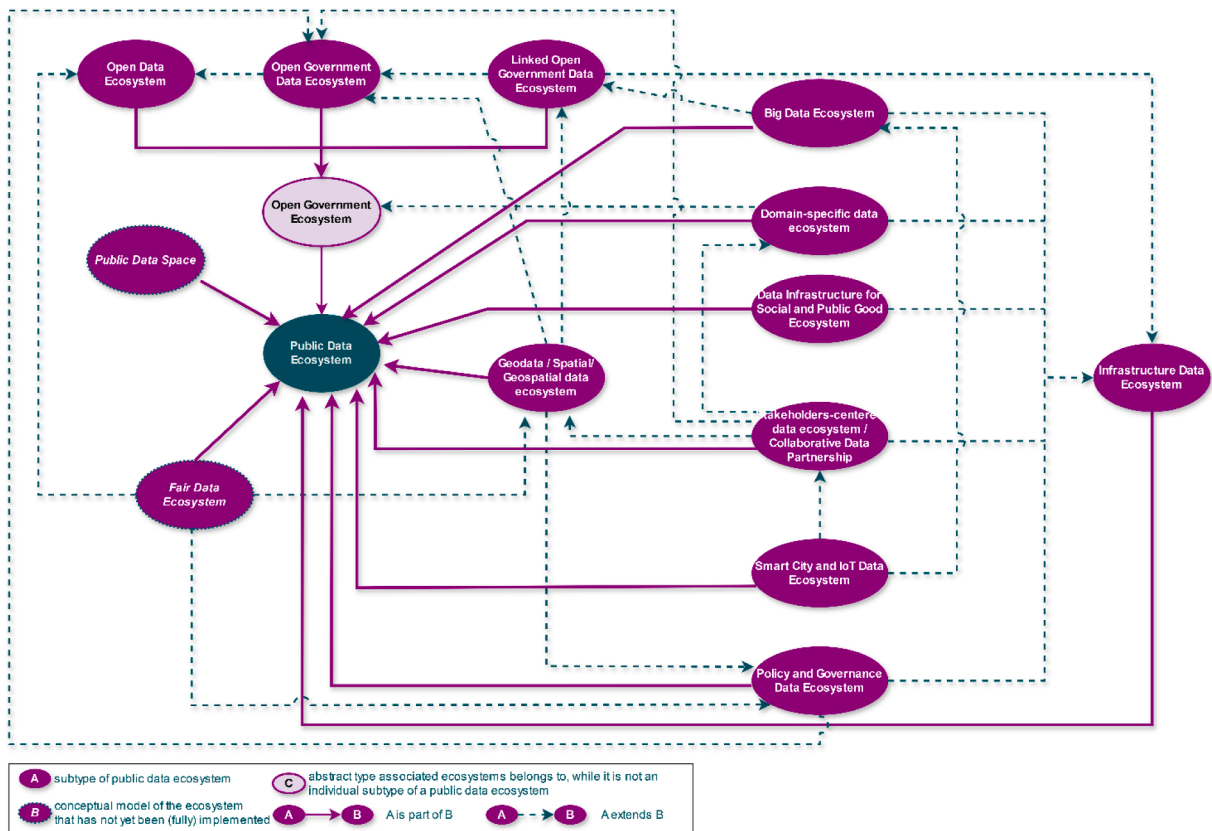 Open Data
Ecosystem
Open Government
Data Ecosystem
Linked Open
Government Data
Ecosystem
Big Data Ecosystem
Open Government
Ecosystem
Domain-specific data
ecosystem
Public Data Space
Data Infrastructure for
Social and Public Good
Ecosystem
Public Data
Ecosystem
Geodata / Spatial/
Geospatial data
ecosystem
Infrastructure Data
Ecosystem
akeholders-centere
data ecosystem /
Collaborative Data
Partnership
Fair Data
Ecosystem
Smart City and IoT Data
Ecosystem
Policy and Governance
Data Ecosystem
A subtype of public data ecosystem
B conceptual model of the ecosystem
that has not yet been (fully) implemented
C abstract type associated ecosystems belongs to, while it is not an
individual subtype of a public data ecosystem
A B A is part of B
A B A extends B